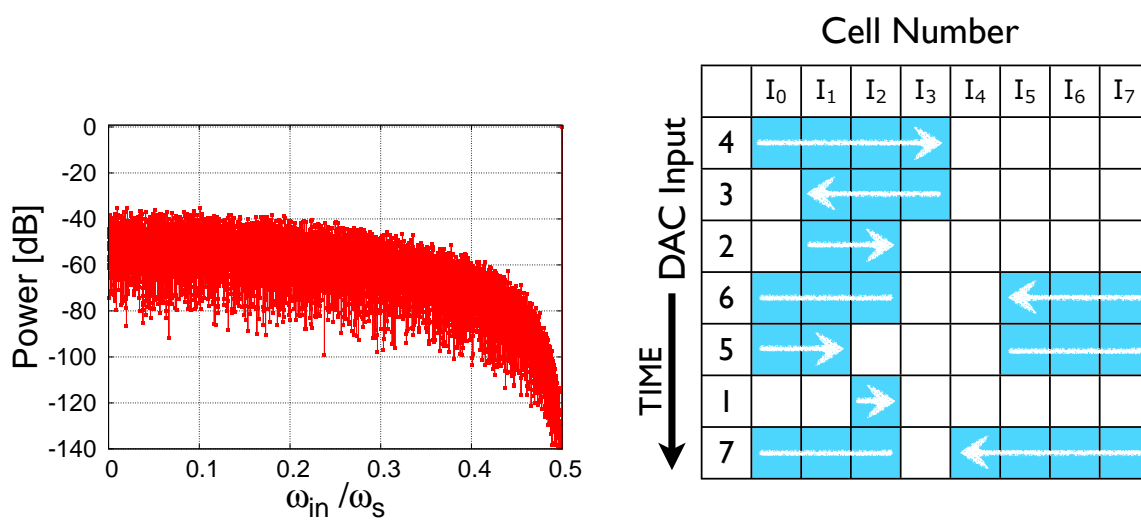 0
-20
-40
-60
-80
-100
-120
-140
Power [dB]
0 0.1 0.2 0.3 0.4 0.5
ω_in /ω_s
Cell Number
I₀ I₁ I₂ I₃ I₄ I₅ I₆ I₇
DAC Input
TIME
4
3
2
6
5
1
7